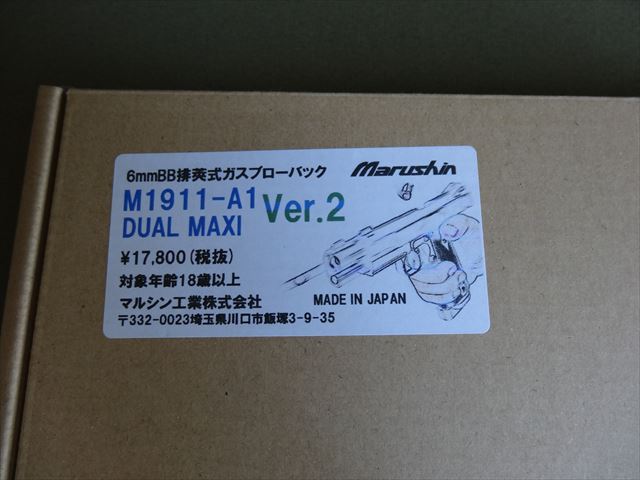 6mmBB排莢式ガスブローバック
Marushin
M1911-A1
DUAL MAXI
Ver.2
¥17,800(税抜)
対象年齢18歳以上
マルシン工業株式会社
MADE IN JAPAN
〒332-0023埼玉県川口市飯塚3-9-35